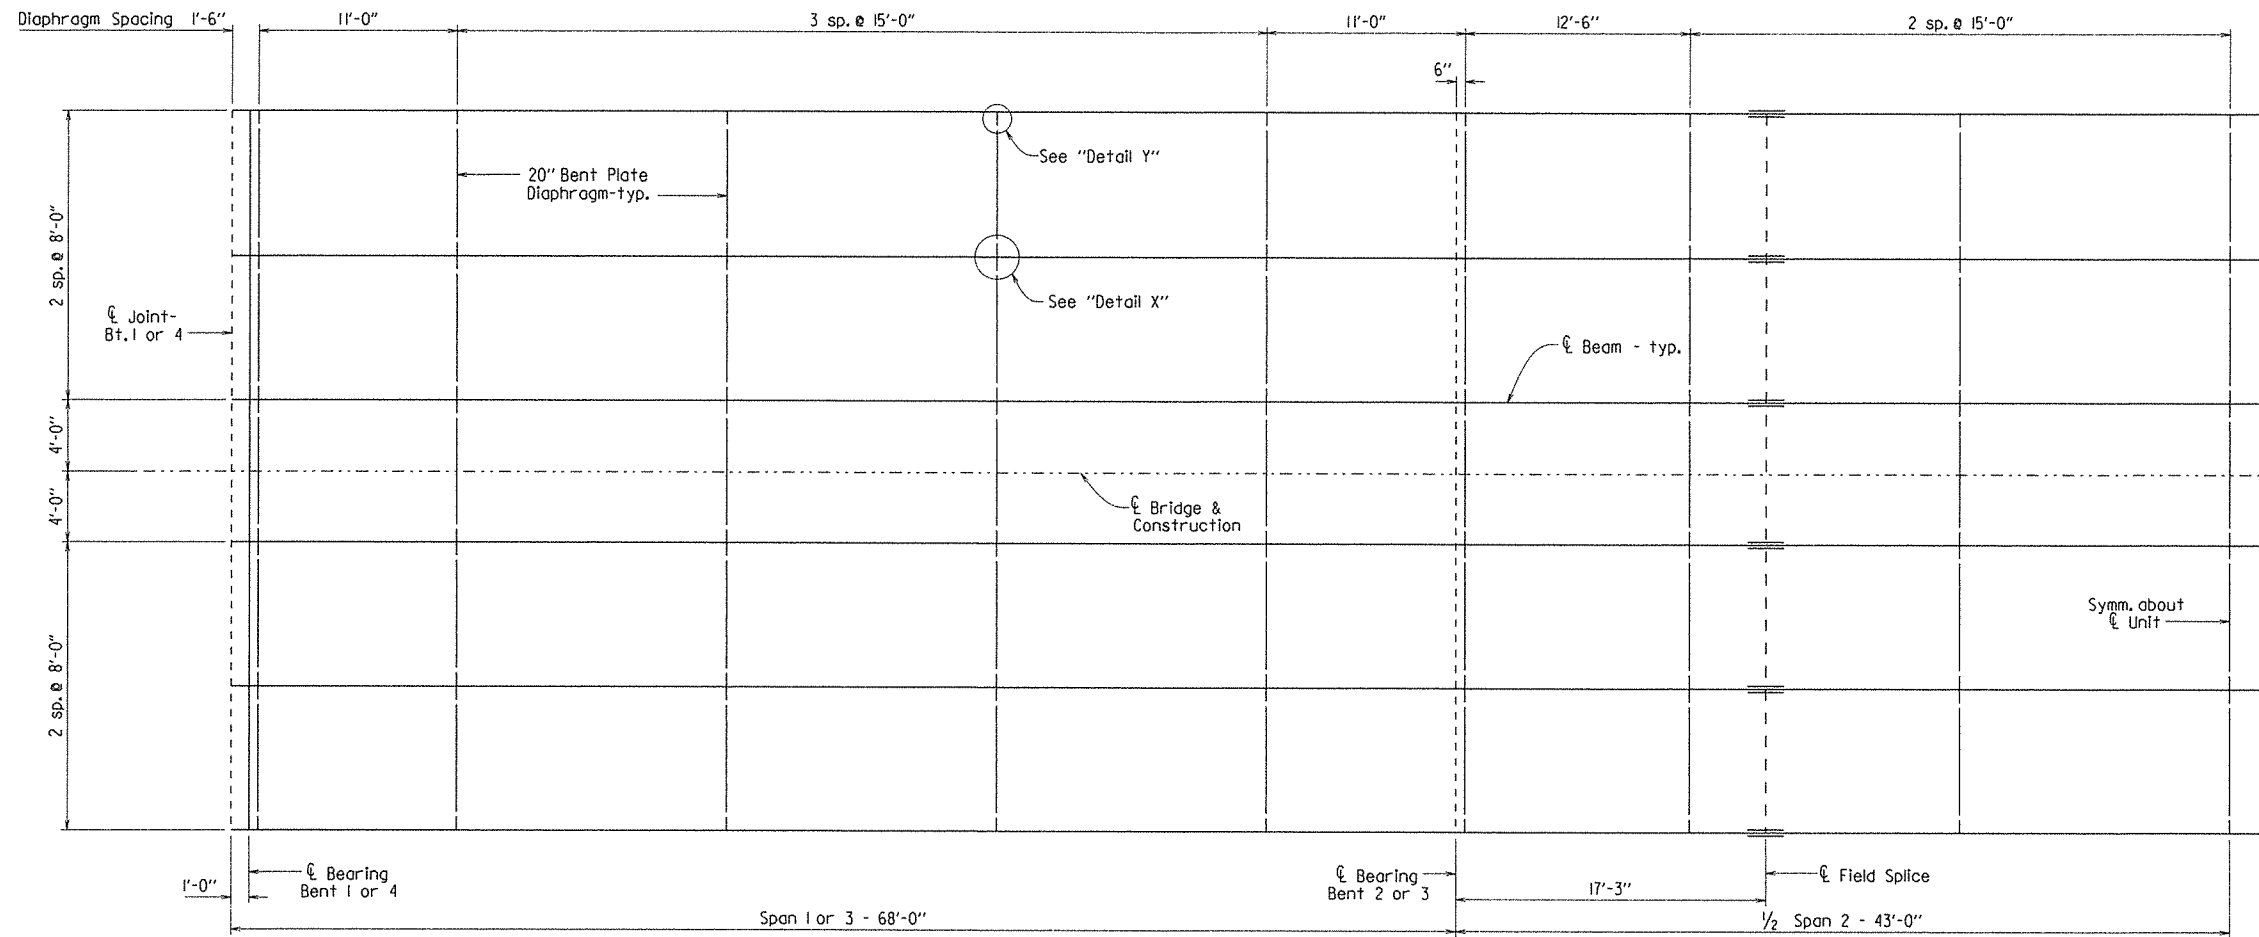 Diaphragm Spacing 1'-6"
11'-0"
3 sp. @ 15'-0"
11'-0"
12'-6"
2 sp. @ 15'-0"
6"
See "Detail Y"
20" Bent Plate
Diaphragm-typ.
2 sp. @ 8'-0"
See "Detail X"
℄ Joint-
Bt. 1 or 4
℄ Beam - typ.
4'-0"
4'-0"
℄ Bridge &
Construction
Symm. about
℄ Unit
2 sp. @ 8'-0"
1'-0"
℄ Bearing
Bent 1 or 4
℄ Bearing
Bent 2 or 3
17'-3"
℄ Field Splice
Span 1 or 3 - 68'-0"
1/2 Span 2 - 43'-0"